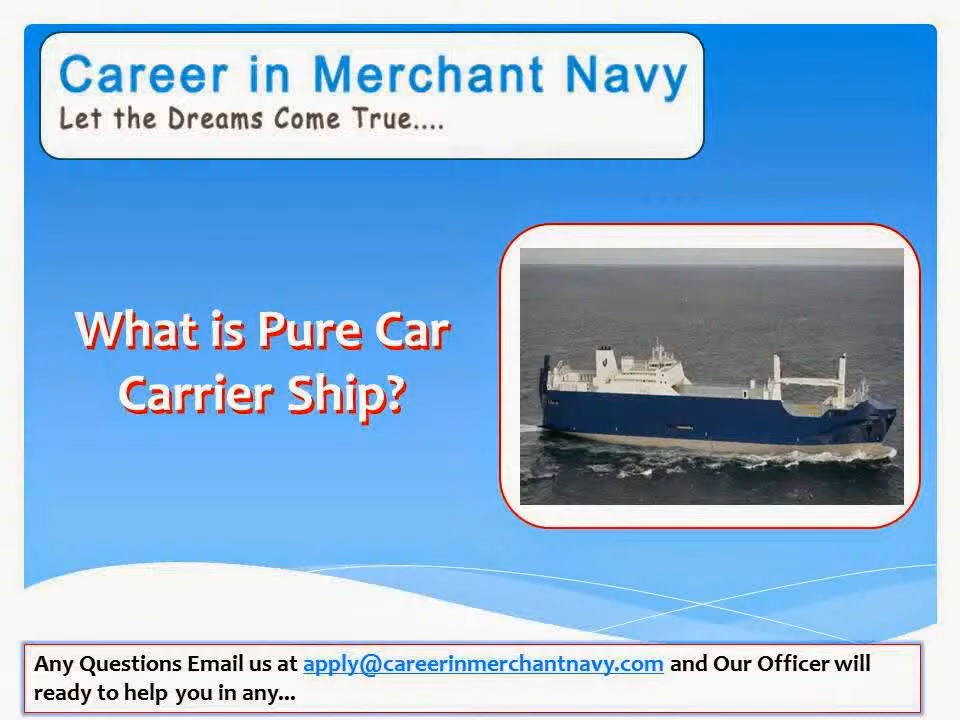 Career in Merchant Navy
Let the Dreams Come True....
What is Pure Car
Carrier Ship?
Any Questions Email us at apply@careerinmerchantnavy.com and Our Officer will
ready to help you in any...